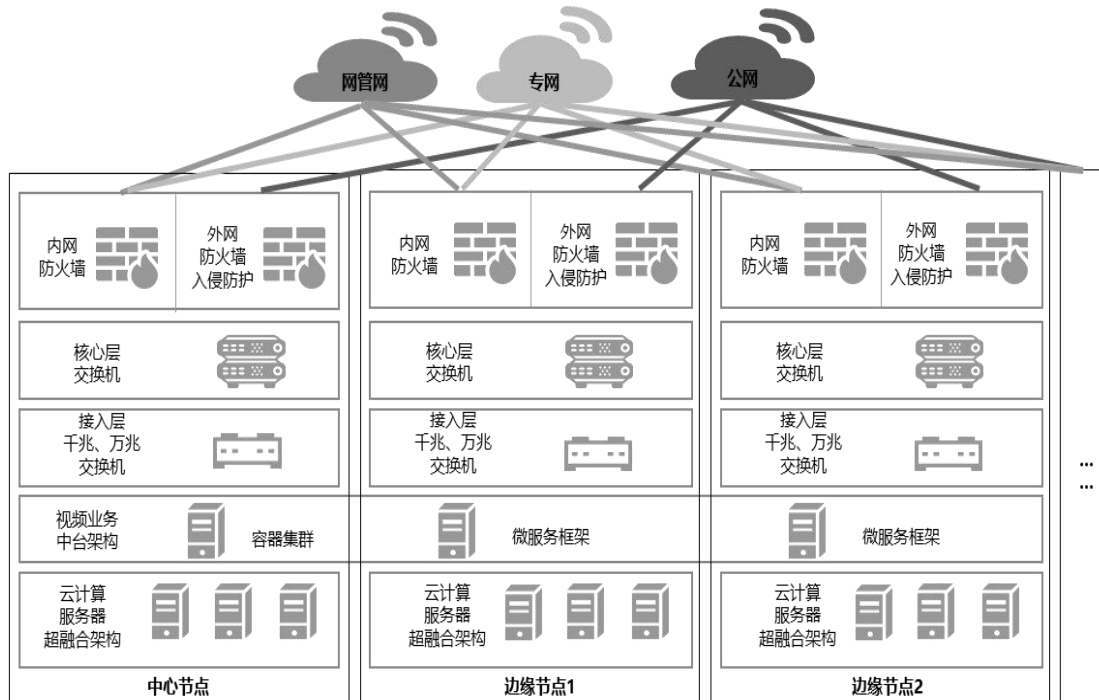 网管网
专网
公网
内网
防火墙
外网
防火墙
入侵防护
内网
防火墙
外网
防火墙
入侵防护
内网
防火墙
外网
防火墙
入侵防护
核心层
交换机
核心层
交换机
核心层
交换机
接入层
千兆、万兆
交换机
接入层
千兆、万兆
交换机
接入层
千兆、万兆
交换机
...
...
视频业务
中台架构
容器集群
微服务框架
微服务框架
云计算
服务器
超融合架构
云计算
服务器
超融合架构
云计算
服务器
超融合架构
中心节点
边缘节点1
边缘节点2